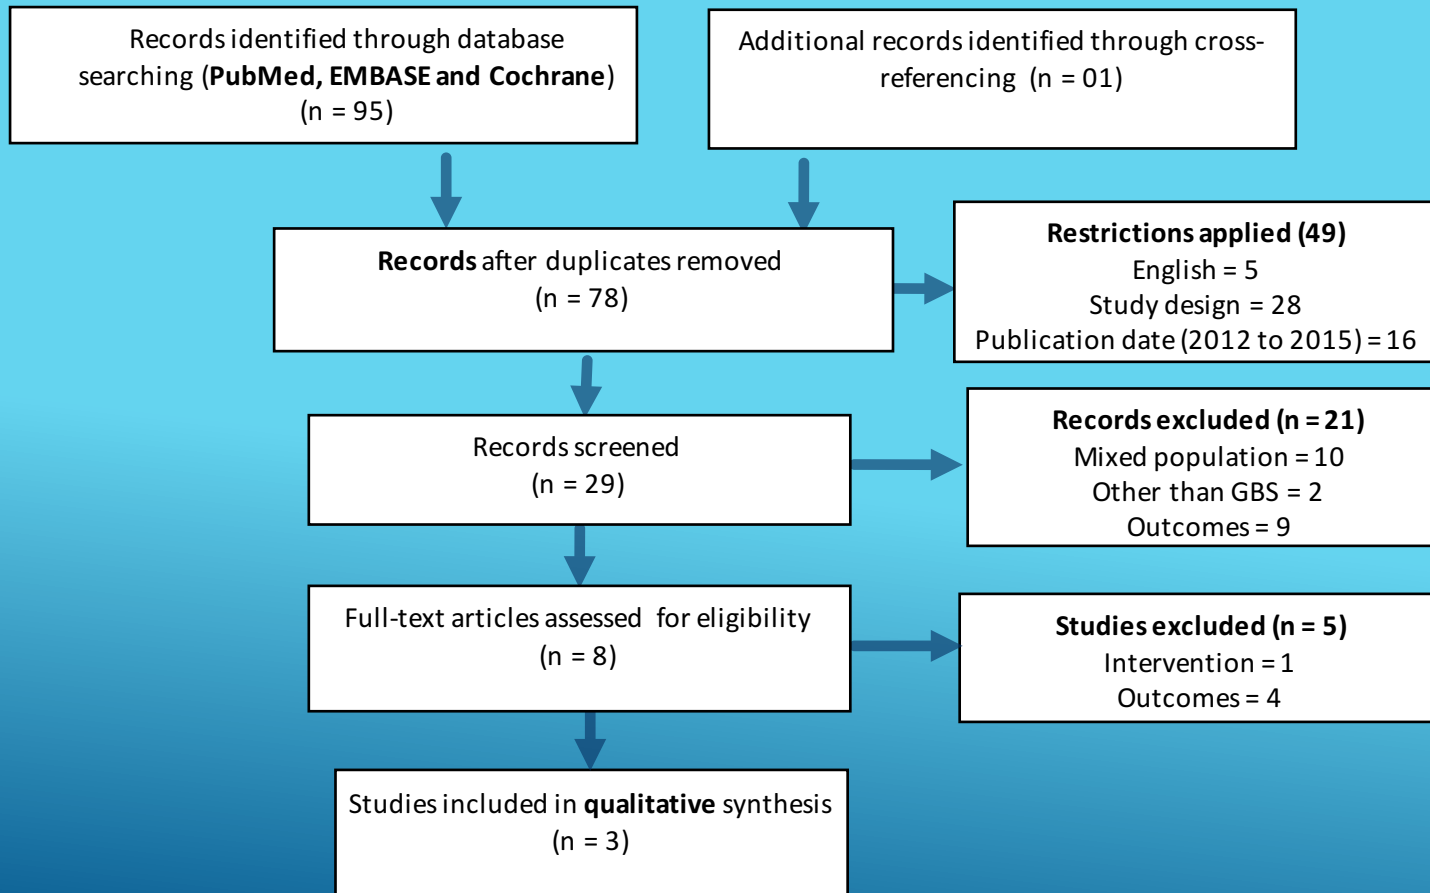 Records identified through database
searching (PubMed, EMBASE and Cochrane)
(n = 95)
Additional records identified through cross-
referencing (n = 01)
Records after duplicates removed
(n = 78)
Restrictions applied (49)
English = 5
Study design = 28
Publication date (2012 to 2015) = 16
Records screened
(n = 29)
Records excluded (n = 21)
Mixed population = 10
Other than GBS = 2
Outcomes = 9
Full-text articles assessed for eligibility
(n = 8)
Studies excluded (n = 5)
Intervention = 1
Outcomes = 4
Studies included in qualitative synthesis
(n = 3)